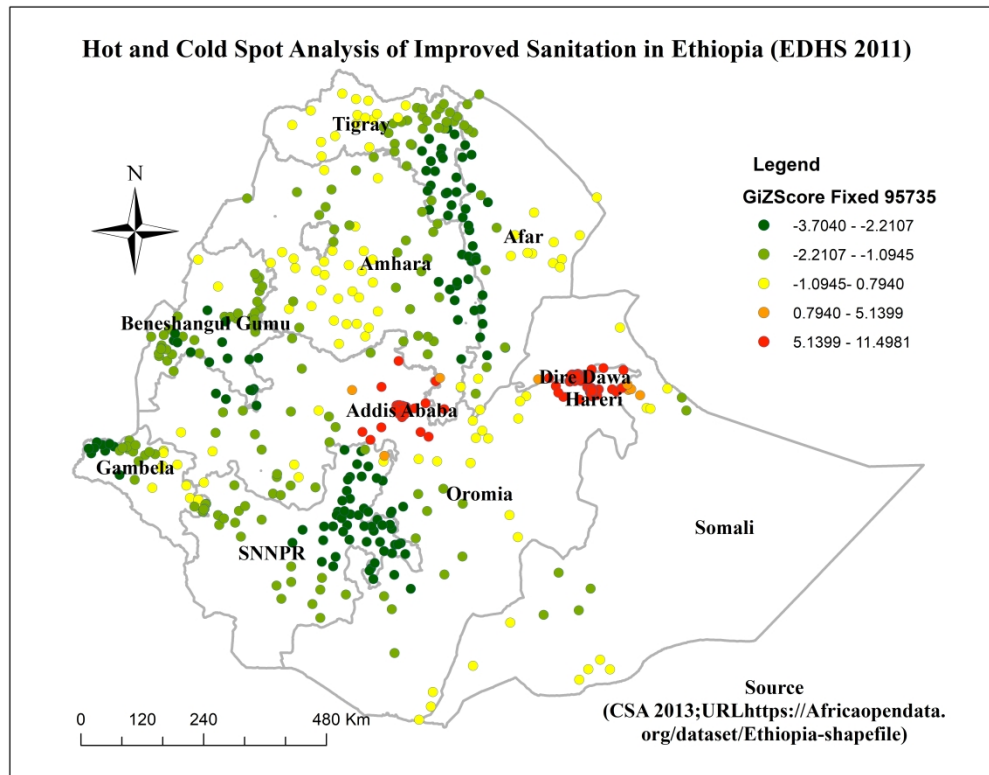 Hot and Cold Spot Analysis of Improved Sanitation in Ethiopia (EDHS 2011)
Tigray
N
Legend
GiZScore Fixed 95735
-3.7040 - -2.2107
-2.2107 - -1.0945
-1.0945- 0.7940
0.7940 - 5.1399
5.1399 - 11.4981
Afar
Amhara
Beneshangul Gumu
Dire Dawa
Hareri
Addis Ababa
Gambela
Oromia
Somali
SNNPR
Source
(CSA 2013;URLhttps://Africaopendata.
org/dataset/Ethiopia-shapefile)
0 120 240 480 Km